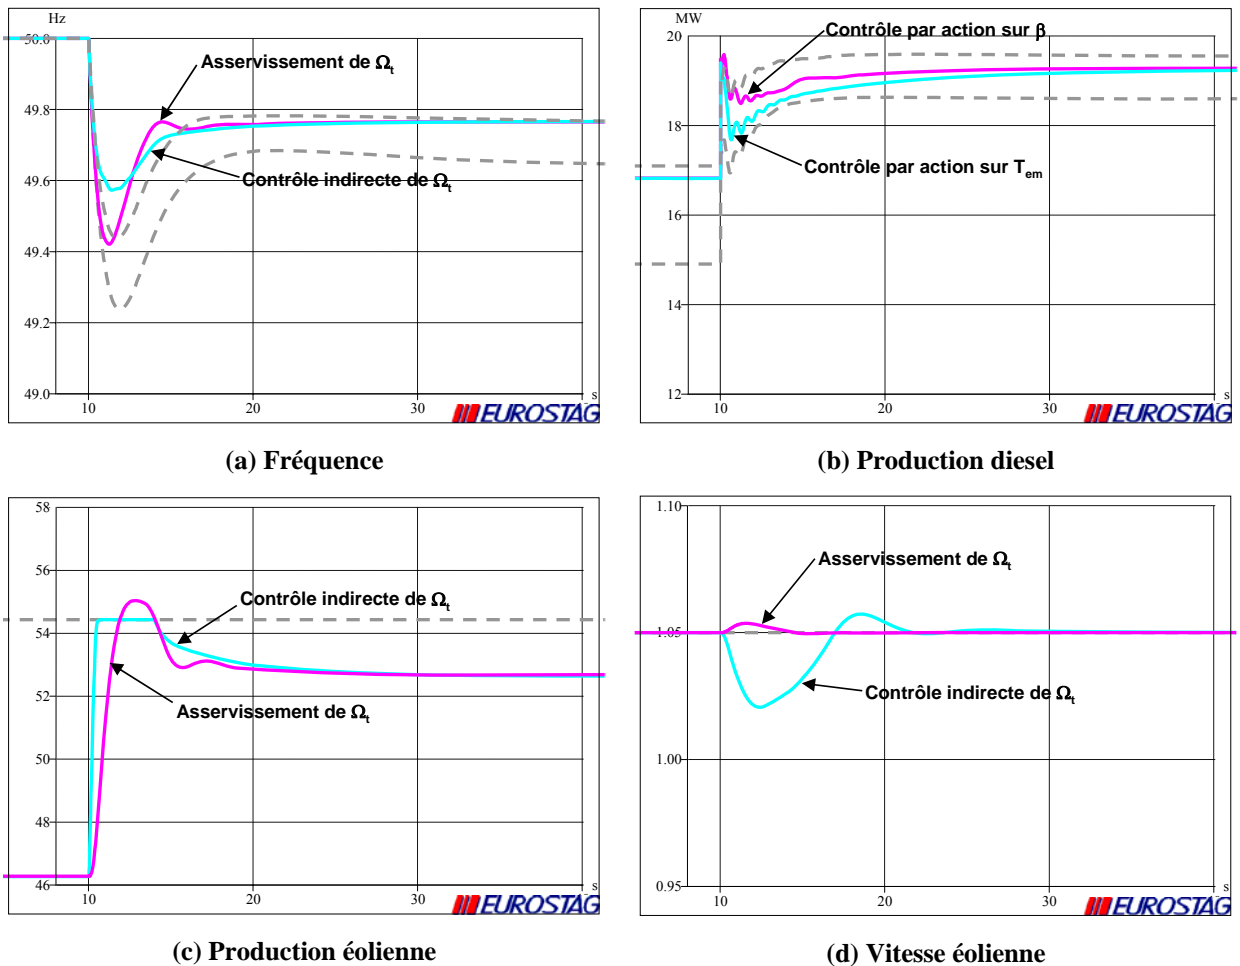 Hz
50.0
49.8
49.6
49.4
49.2
49.0
10
20
30
s
Asservissement de Ωt
Contrôle indirecte de Ωt
EUROSTAG
(a) Fréquence
MW
20
18
16
14
12
10
20
30
s
Contrôle par action sur β
Contrôle par action sur Tem
EUROSTAG
(b) Production diesel
58
56
54
52
50
48
46
10
20
30
s
Contrôle indirecte de Ωt
Asservissement de Ωt
EUROSTAG
(c) Production éolienne
1.10
1.05
1.00
0.95
10
20
30
s
Asservissement de Ωt
Contrôle indirecte de Ωt
EUROSTAG
(d) Vitesse éolienne